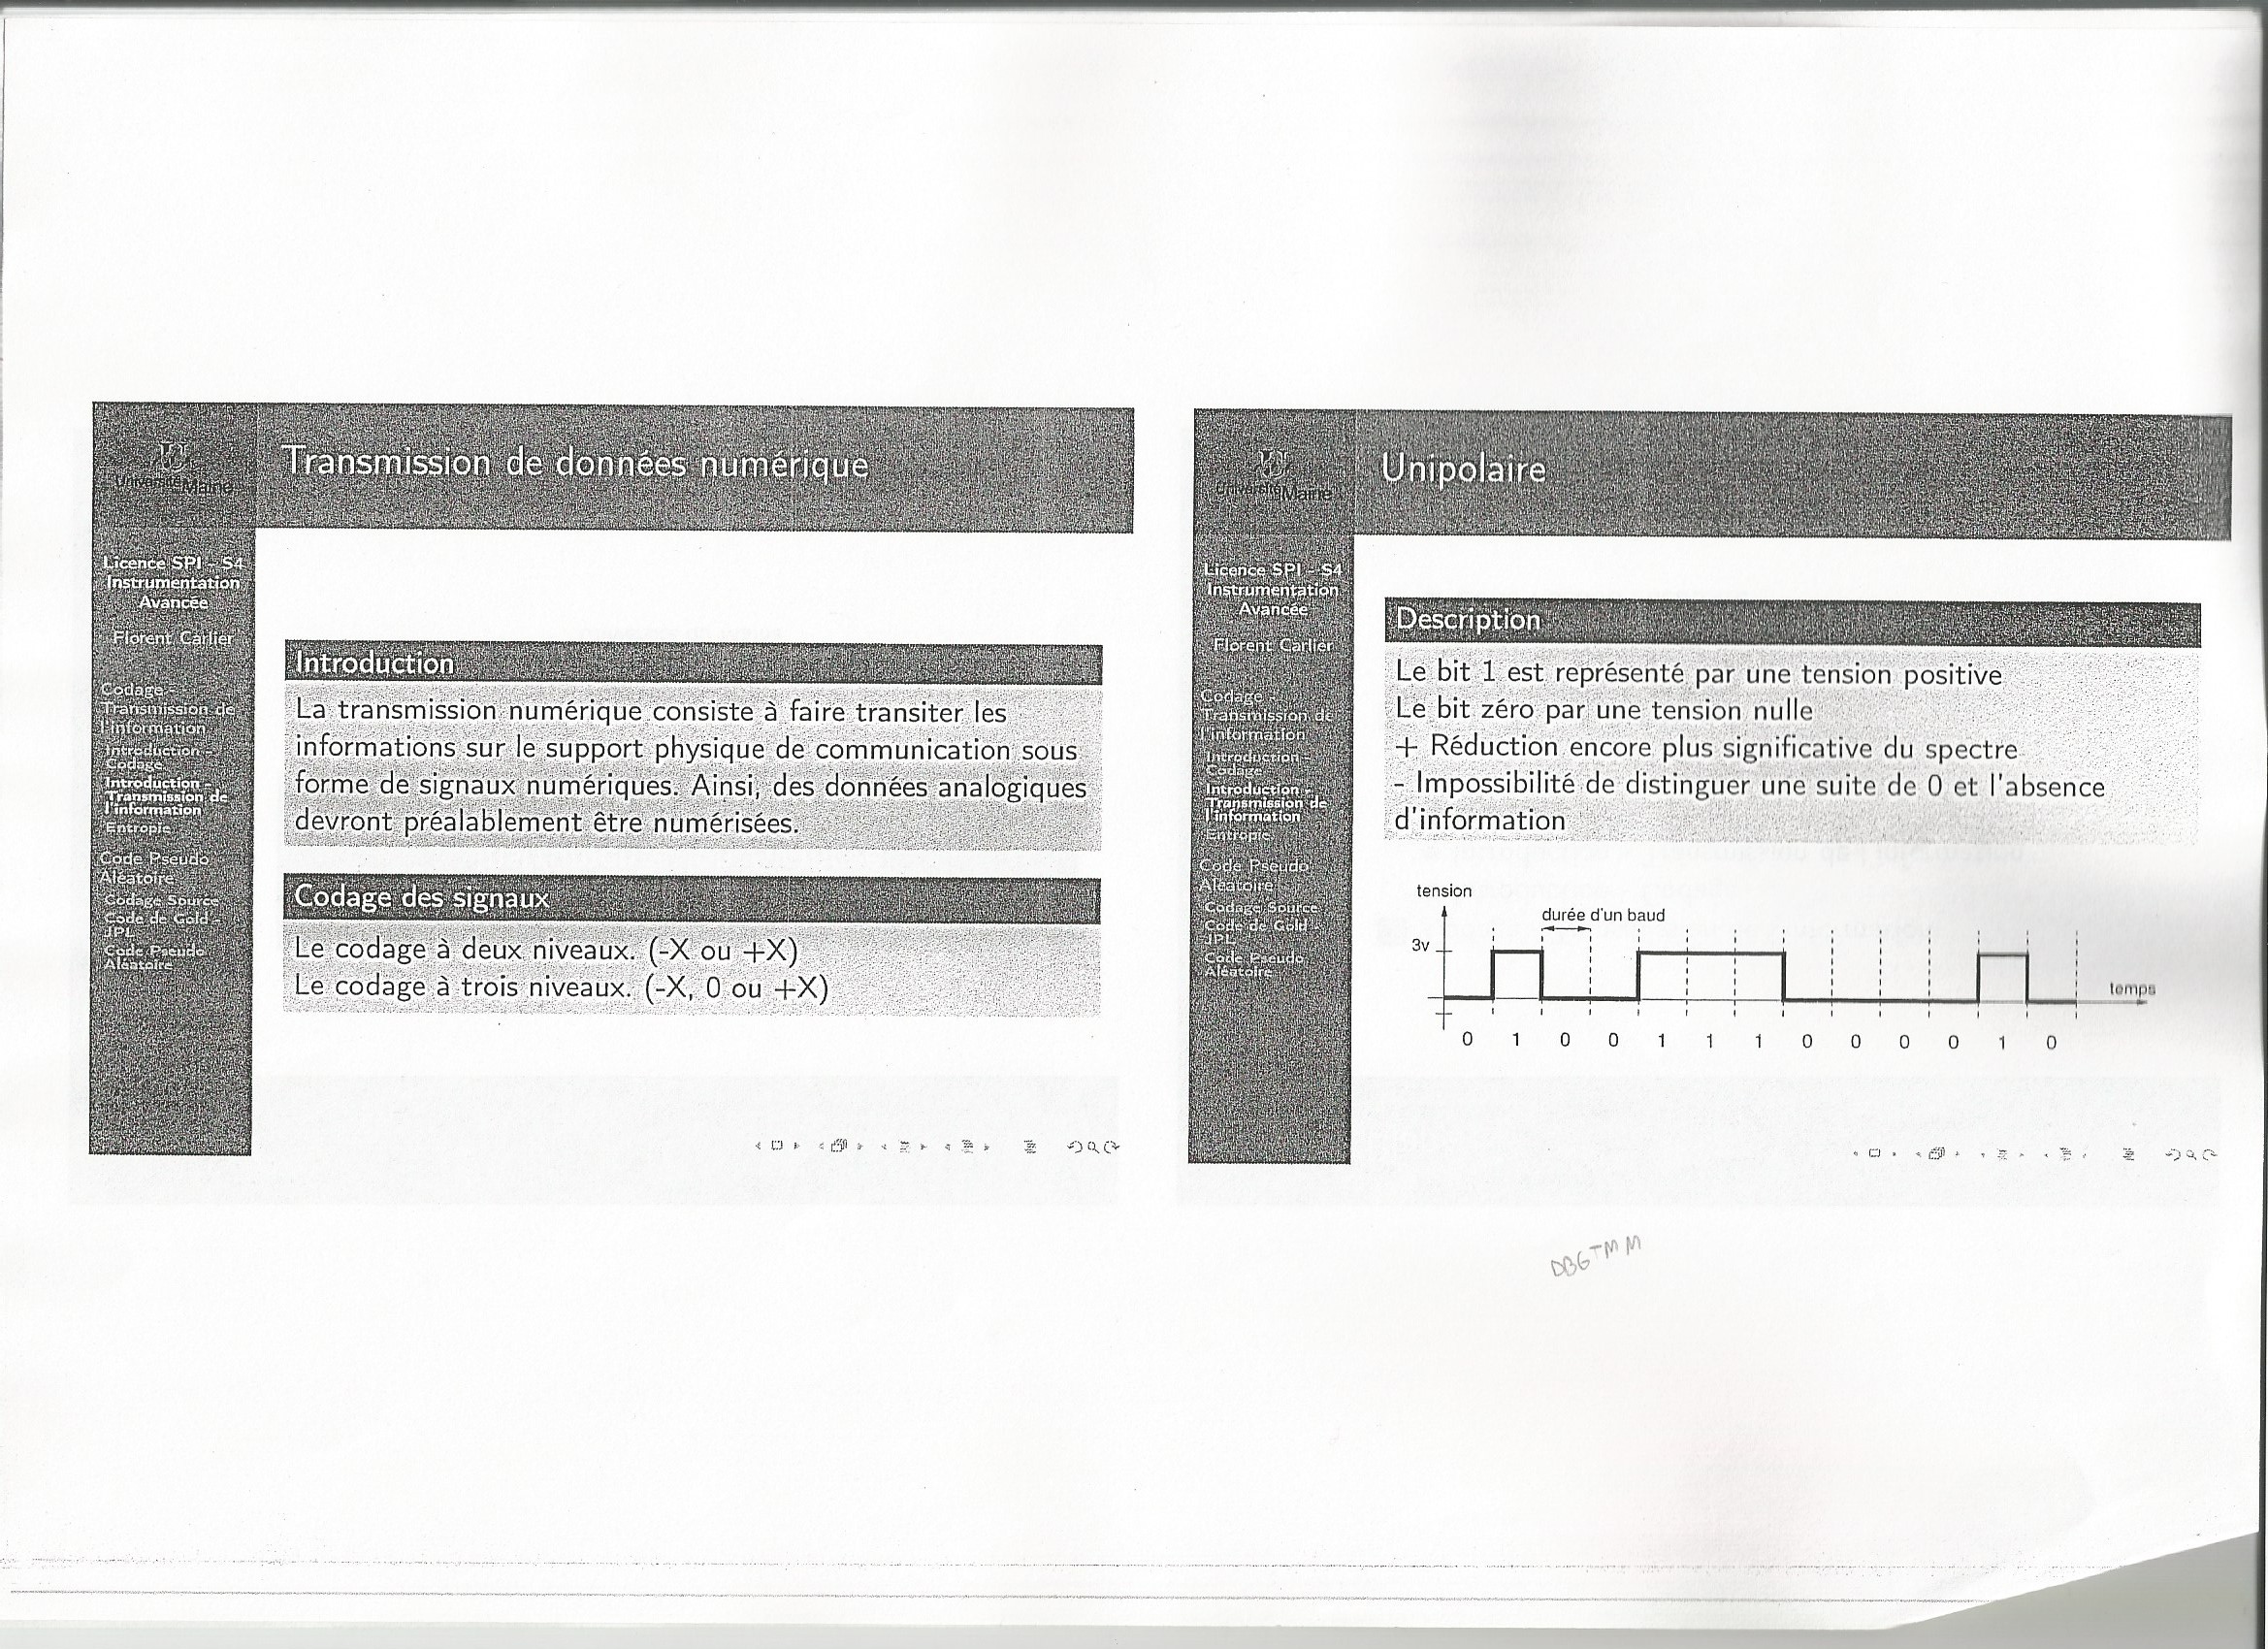 Université du Maine
Transmission de données numérique
Licence SPI - S4
Instrumentation
Avancée
Florent Carlier
Codage -
Transmission de
l'information
Introduction -
Codage
Introduction -
Transmission de
l'information
Entropie
Code Pseudo
Aléatoire
Codage Source
Code de Gold -
JPL
Code Pseudo
Aléatoire
Introduction
La transmission numérique consiste à faire transiter les
informations sur le support physique de communication sous
forme de signaux numériques. Ainsi, des données analogiques
devront préalablement être numérisées.
Codage des signaux
Le codage à deux niveaux. (-X ou +X)
Le codage à trois niveaux. (-X, 0 ou +X)
Université du Maine
Unipolaire
Licence SPI - S4
Instrumentation
Avancée
Florent Carlier
Codage -
Transmission de
l'information
Introduction -
Codage
Introduction -
Transmission de
l'information
Entropie
Code Pseudo
Aléatoire
Codage Source
Code de Gold -
JPL
Code Pseudo
Aléatoire
Description
Le bit 1 est représenté par une tension positive
Le bit zéro par une tension nulle
+ Réduction encore plus significative du spectre
- Impossibilité de distinguer une suite de 0 et l'absence
d'information
tension
durée d'un baud
3v
temps
0 1 0 0 1 1 1 0 0 0 0 1 0
DBGTMM